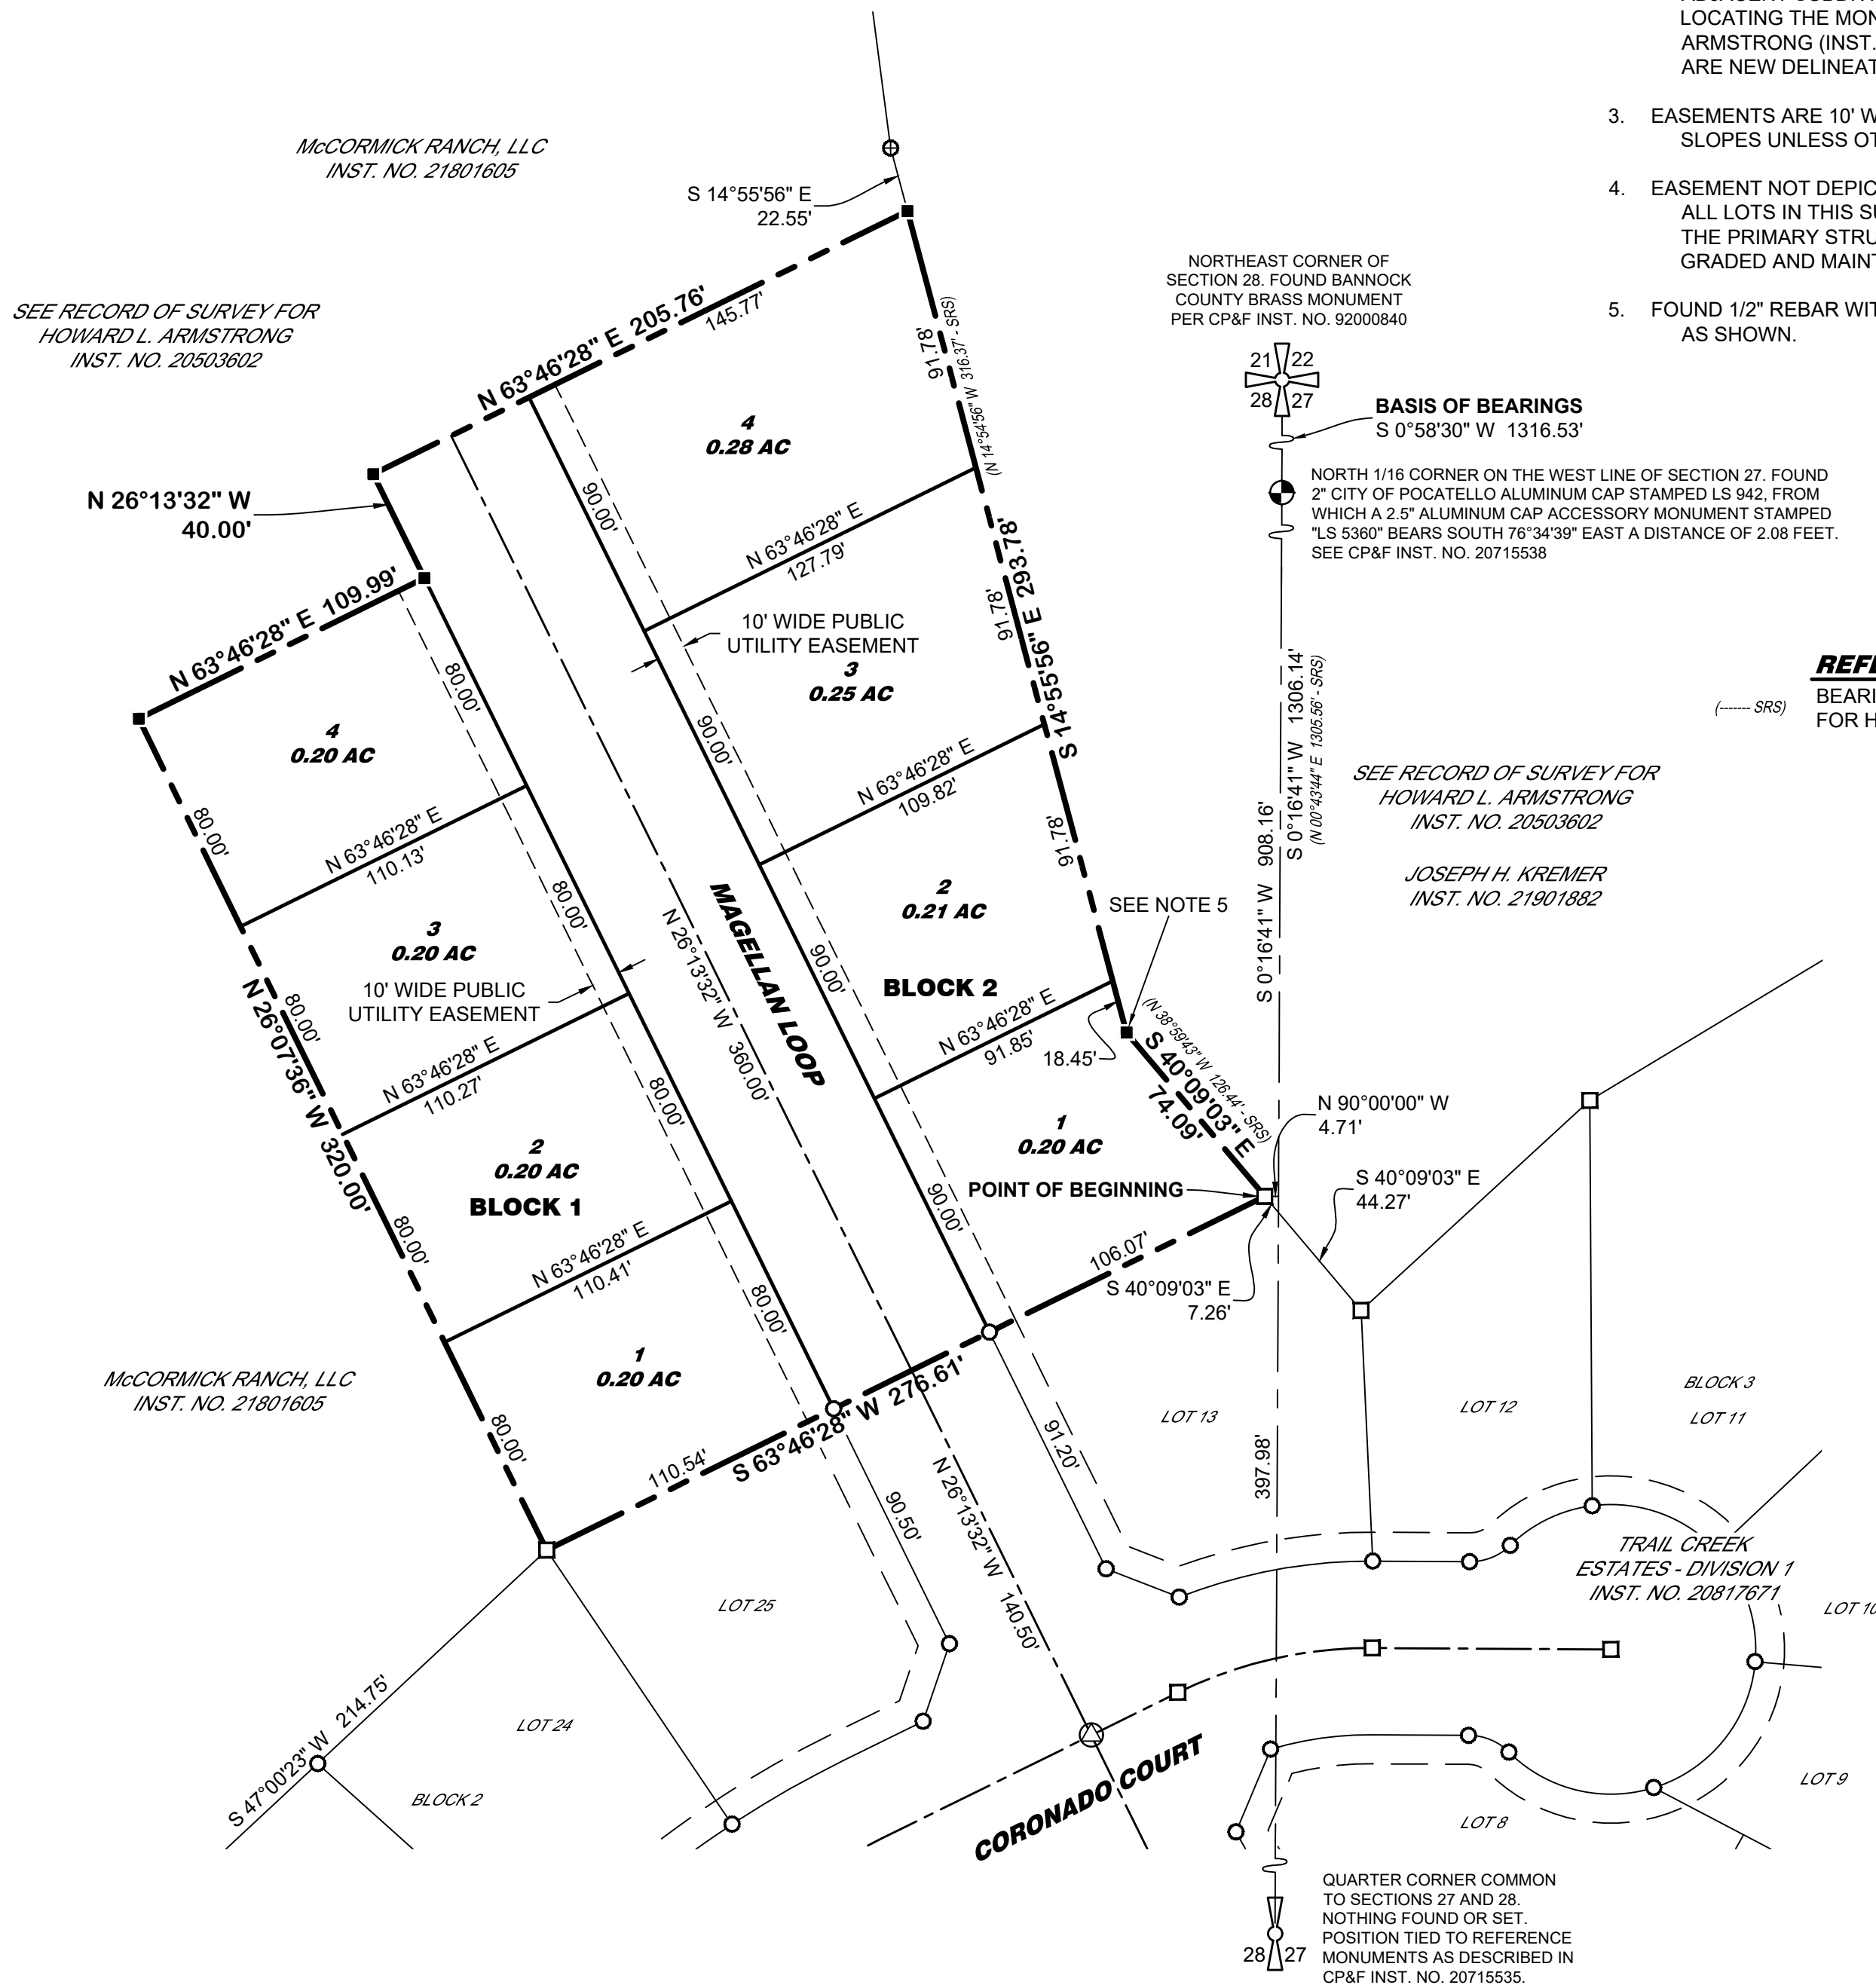 LOCATING THE MON
ARMSTRONG (INST.
ARE NEW DELINEAT
3. EASEMENTS ARE 10' W
SLOPES UNLESS OT
4. EASEMENT NOT DEPIC
ALL LOTS IN THIS SU
THE PRIMARY STRU
GRADED AND MAINT
5. FOUND 1/2" REBAR WIT
AS SHOWN.
McCORMICK RANCH, LLC
INST. NO. 21801605
S 14°55'56" E
22.55'
SEE RECORD OF SURVEY FOR
HOWARD L. ARMSTRONG
INST. NO. 20503602
N 63°46'28" E 205.76'
145.77'
91.78'
(N 14°54'56" W 316.37' - SRS)
NORTHEAST CORNER OF
SECTION 28. FOUND BANNOCK
COUNTY BRASS MONUMENT
PER CP&F INST. NO. 92000840
21 22
28 27
BASIS OF BEARINGS
S 0°58'30" W 1316.53'
NORTH 1/16 CORNER ON THE WEST LINE OF SECTION 27. FOUND
2" CITY OF POCATELLO ALUMINUM CAP STAMPED LS 942, FROM
WHICH A 2.5" ALUMINUM CAP ACCESSORY MONUMENT STAMPED
"LS 5360" BEARS SOUTH 76°34'39" EAST A DISTANCE OF 2.08 FEET.
SEE CP&F INST. NO. 20715538
4
0.28 AC
90.00'
N 26°13'32" W
40.00'
N 63°46'28" E
127.79'
N 63°46'28" E 109.99'
10' WIDE PUBLIC
UTILITY EASEMENT
3
0.25 AC
91.78'
S 14°55'56" E 293.78'
80.00'
90.00'
4
0.20 AC
80.00'
N 63°46'28" E
110.13'
N 63°46'28" E
109.82'
91.78'
S 0°16'41" W 908.16'
S 0°16'41" W 1306.14'
(N 00°43'44" E 1305.56' - SRS)
REFE
(------- SRS)
BEARI
FOR H
SEE RECORD OF SURVEY FOR
HOWARD L. ARMSTRONG
INST. NO. 20503602
JOSEPH H. KREMER
INST. NO. 21901882
80.00'
3
0.20 AC
10' WIDE PUBLIC
UTILITY EASEMENT
80.00'
N 26°07'36" W 320.00'
N 63°46'28" E
110.27'
N 26°13'32" W 360.00'
MAGELLAN LOOP
90.00'
2
0.21 AC
BLOCK 2
SEE NOTE 5
N 63°46'28" E
91.85'
18.45'
(N 38°59'43" W 126.44' - SRS)
S 40°09'03" E
74.09'
80.00'
2
0.20 AC
BLOCK 1
80.00'
N 63°46'28" E
110.41'
1
0.20 AC
90.00'
POINT OF BEGINNING
N 90°00'00" W
4.71'
S 40°09'03" E
44.27'
106.07'
S 40°09'03" E
7.26'
80.00'
1
0.20 AC
80.00'
110.54'
S 63°46'28" W 276.61'
McCORMICK RANCH, LLC
INST. NO. 21801605
LOT 13
LOT 12
BLOCK 3
LOT 11
91.20'
397.98'
90.50'
N 26°13'32" W 140.50'
TRAIL CREEK
ESTATES - DIVISION 1
INST. NO. 20817671
LOT 10
LOT 25
LOT 24
S 47°00'23" W 214.75'
BLOCK 2
CORONADO COURT
LOT 9
LOT 8
QUARTER CORNER COMMON
TO SECTIONS 27 AND 28.
NOTHING FOUND OR SET.
POSITION TIED TO REFERENCE
MONUMENTS AS DESCRIBED IN
CP&F INST. NO. 20715535.
28 27